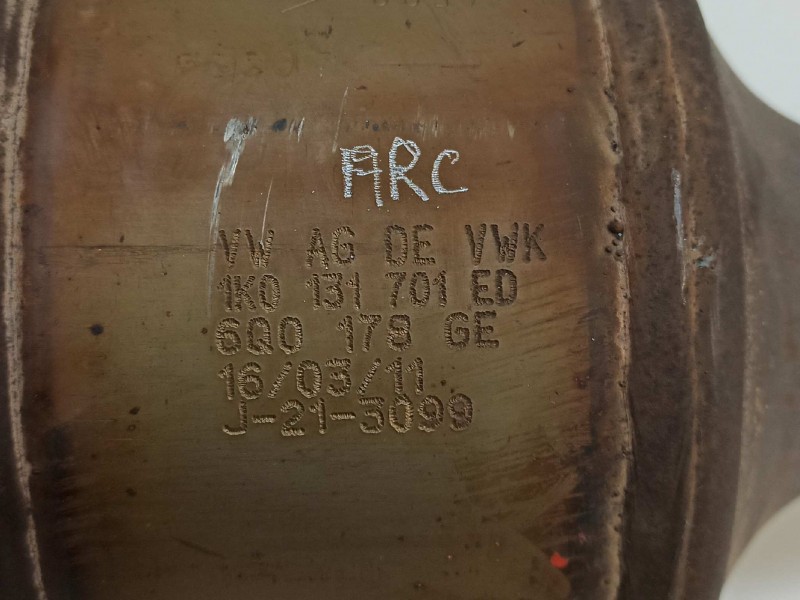 ARC
VW AG DE VWK
1K0 131 701 ED
6Q0 178 GE
16/03/11
J-21-3099